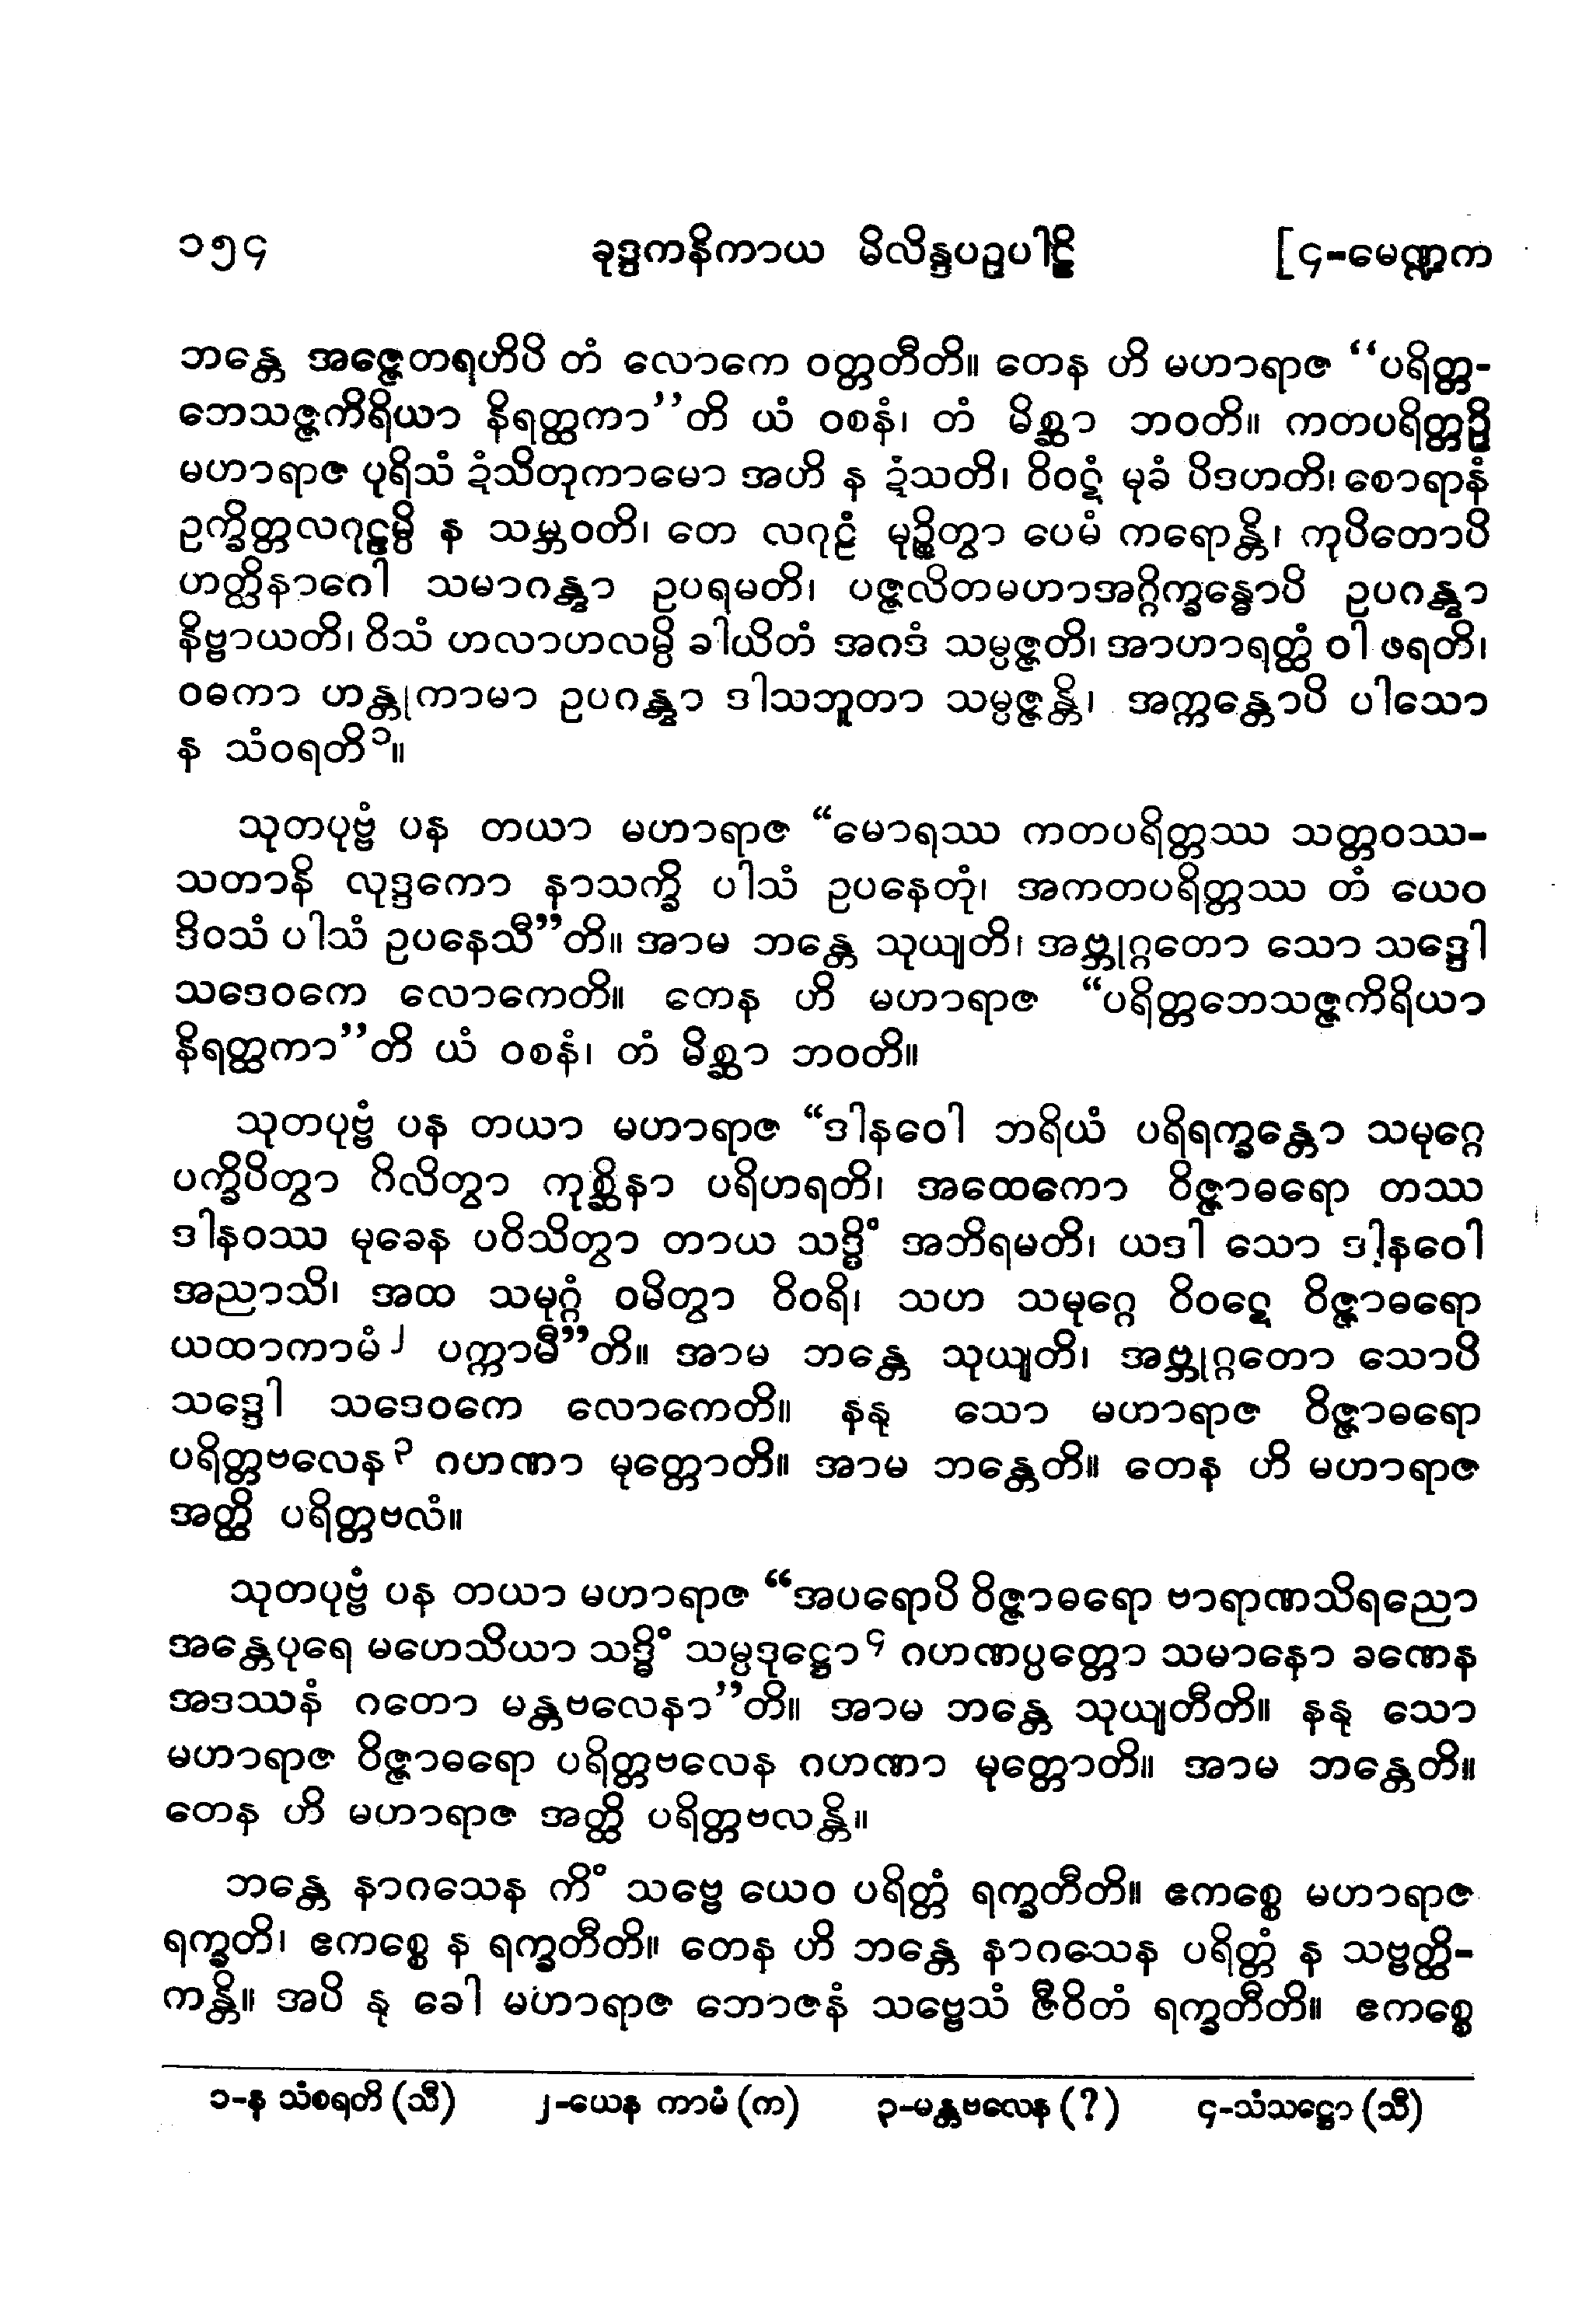 ၁၅၄ ခုဒ္ဒကနိကာယ မိလိန္ဒပဉှပါဠိ [၄-မေဏ္ဍက
ဘန္တေ အဇ္ဇေတရဟိပိ တံ လောကေ ဝတ္တတီတိ။ တေန ဟိ မဟာရာဇ “ပရိတ္တ-
ဘေသဇ္ဇကိရိယာ နိရတ္ထကာ”တိ ယံ ဝစနံ၊ တံ မိစ္ဆာ ဘဝတိ။ ကတပရိတ္တဉှိ
မဟာရာဇ ပုရိသံ ဍံသိတုကာမော အဟိ န ဍံသတိ၊ ဝိဝဋံ မုခံ ပိဒဟတိ၊ စောရာနံ
ဥက္ခိတ္တလဂုဠမ္ပိ န သမ္ဘဝတိ၊ တေ လဂုဠံ မုဉ္စိတွာ ပေမံ ကရောန္တိ၊ ကုပိတောပိ
ဟတ္ထိနာဂေါ သမာဂန္တွာ ဥပရမတိ၊ ပဇ္ဇလိတမဟာအဂ္ဂိက္ခန္ဓောပိ ဥပဂန္တွာ
နိဗ္ဗာယတိ၊ ဝိသံ ဟလာဟလမ္ပိ ခါယိတံ အဂဒံ သမ္ပဇ္ဇတိ၊ အာဟာရတ္ထံ ဝါ ဖရတိ၊
ဝဓကာ ဟန္တုကာမာ ဥပဂန္တွာ ဒါသဘူတာ သမ္ပဇ္ဇန္တိ၊ အက္ကန္တောပိ ပါသော
န သံဝရတိ၁။
သုတပုဗ္ဗံ ပန တယာ မဟာရာဇ “မောရဿ ကတပရိတ္တဿ သတ္တဝဿ-
သတာနိ လုဒ္ဒကော နာသက္ခိ ပါသံ ဥပနေတုံ၊ အကတပရိတ္တဿ တံ ယေဝ
ဒိဝသံ ပါသံ ဥပနေသီ”တိ။ အာမ ဘန္တေ သုယျတိ၊ အဗ္ဘုဂ္ဂတော သော သဒ္ဒေါ
သဒေဝကေ လောကေတိ။ တေန ဟိ မဟာရာဇ “ပရိတ္တဘေသဇ္ဇကိရိယာ
နိရတ္ထကာ”တိ ယံ ဝစနံ၊ တံ မိစ္ဆာ ဘဝတိ။
သုတပုဗ္ဗံ ပန တယာ မဟာရာဇ “ဒါနဝေါ ဘရိယံ ပရိရက္ခန္တော သမုဂ္ဂေ
ပက္ခိပိတွာ ဂိလိတွာ ကုစ္ဆိနာ ပရိဟရတိ၊ အထေကော ဝိဇ္ဇာဓရော တဿ
ဒါနဝဿ မုခေန ပဝိသိတွာ တာယ သဒ္ဓိံ အဘိရမတိ၊ ယဒါ သော ဒါနဝေါ
အညာသိ၊ အထ သမုဂ္ဂံ ဝမိတွာ ဝိဝရိ၊ သဟ သမုဂ္ဂေ ဝိဝဋေ ဝိဇ္ဇာဓရော
ယထာကာမံ၂ ပက္ကာမီ”တိ။ အာမ ဘန္တေ သုယျတိ၊ အဗ္ဘုဂ္ဂတော သောပိ
သဒ္ဒေါ သဒေဝကေ လောကေတိ။ နနု သော မဟာရာဇ ဝိဇ္ဇာဓရော
ပရိတ္တဗလေန၃ ဂဟဏာ မုတ္တောတိ။ အာမ ဘန္တေတိ။ တေန ဟိ မဟာရာဇ
အတ္ထိ ပရိတ္တဗလံ။
သုတပုဗ္ဗံ ပန တယာ မဟာရာဇ “အပရောပိ ဝိဇ္ဇာဓရော ဗာရာဏသိရညော
အန္တေပုရေ မဟေသိယာ သဒ္ဓိံ သမ္ပဒုဋ္ဌော၄ ဂဟဏပ္ပတ္တော သမာနော ခဏေန
အဒဿနံ ဂတော မန္တဗလေနာ”တိ။ အာမ ဘန္တေ သုယျတီတိ။ နနု သော
မဟာရာဇ ဝိဇ္ဇာဓရော ပရိတ္တဗလေန ဂဟဏာ မုတ္တောတိ။ အာမ ဘန္တေတိ။
တေန ဟိ မဟာရာဇ အတ္ထိ ပရိတ္တဗလန္တိ။
ဘန္တေ နာဂသေန ကိံ သဗ္ဗေ ယေဝ ပရိတ္တံ ရက္ခတီတိ။ ဧကစ္စေ မဟာရာဇ
ရက္ခတိ၊ ဧကစ္စေ န ရက္ခတီတိ။ တေန ဟိ ဘန္တေ နာဂသေန ပရိတ္တံ န သဗ္ဗတ္ထိ-
ကန္တိ။ အပိ နု ခေါ မဟာရာဇ ဘောဇနံ သဗ္ဗေသံ ဇီဝိတံ ရက္ခတီတိ။ ဧကစ္စေ
၁-န သံစရတိ (သီ) ၂-ယေန ကာမံ (က) ၃-မန္တဗလေန (?) ၄-သံသဋ္ဌော (သီ)